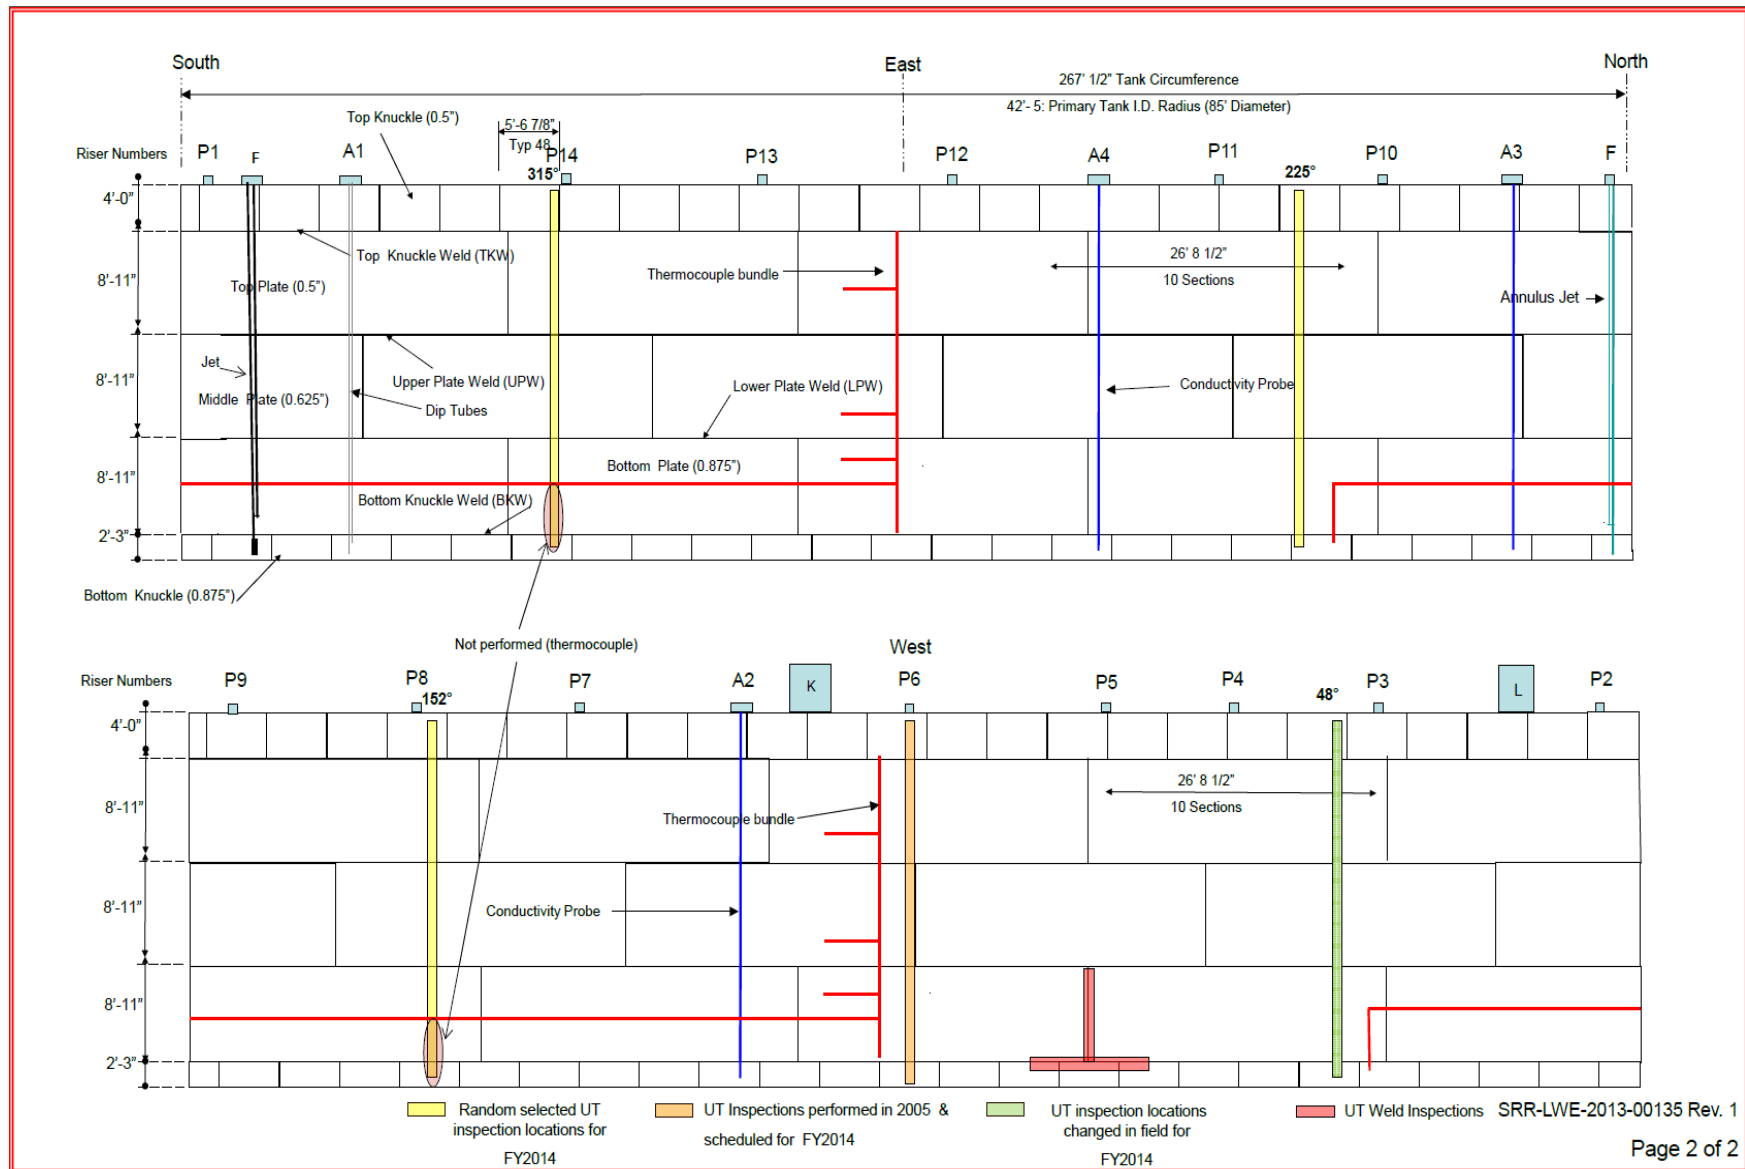 South
East
North
267' 1/2" Tank Circumference
42'- 5: Primary Tank I.D. Radius (85' Diameter)
Top Knuckle (0.5")
5'-6 7/8"
Typ 48
Riser Numbers
P1
F
A1
P14
P13
P12
A4
P11
P10
A3
F
315°
225°
4'-0"
Top Knuckle Weld (TKW)
Thermocouple bundle
26' 8 1/2"
10 Sections
8'-11"
Top Plate (0.5")
Annulus Jet
Jet
8'-11"
Upper Plate Weld (UPW)
Lower Plate Weld (LPW)
Conductivity Probe
Middle Plate (0.625")
Dip Tubes
8'-11"
Bottom Plate (0.875")
Bottom Knuckle Weld (BKW)
2'-3"
Bottom Knuckle (0.875")
Not performed (thermocouple)
West
Riser Numbers
P9
P8
P7
A2
K
P6
P5
P4
P3
L
P2
152°
48°
4'-0"
8'-11"
Thermocouple bundle
26' 8 1/2"
10 Sections
8'-11"
Conductivity Probe
8'-11"
2'-3"
Random selected UT
inspection locations for
FY2014
UT Inspections performed in 2005 &
scheduled for FY2014
UT inspection locations
changed in field for
FY2014
UT Weld Inspections
SRR-LWE-2013-00135 Rev. 1
Page 2 of 2